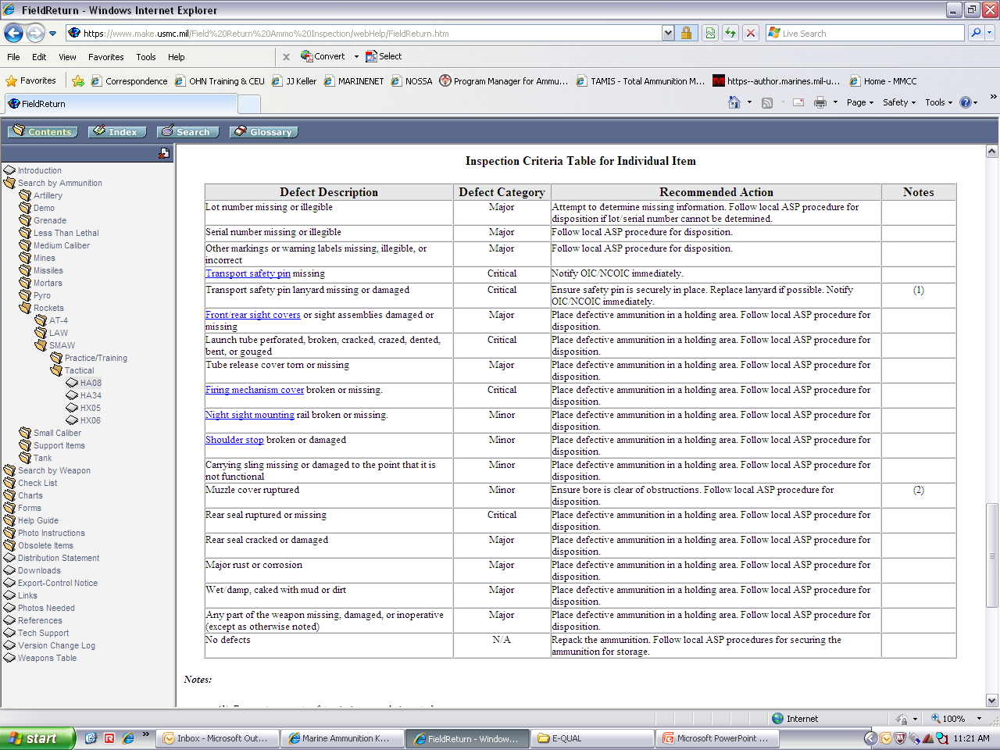 FieldReturn - Windows Internet Explorer
https://www.make.usmc.mil/Field%20Return%20Ammo%20Inspection/webHelp/FieldReturn.htm
Live Search
File Edit View Favorites Tools Help
x Convert Select
Favorites Correspondence OHN Training & CEU JJ Keller MARINENET NOSSA Program Manager for Ammu... TAMIS - Total Ammunition M... https--author.marines.mil-u... Home - MMCC
FieldReturn
Page Safety Tools
Contents Index Search Glossary
Introduction
Search by Ammunition
Artillery
Demo
Grenade
Less Than Lethal
Medium Caliber
Mines
Missiles
Mortars
Pyro
Rockets
AT-4
LAW
SMAW
Practice/Training
Tactical
HA08
HA34
HX05
HX06
Small Caliber
Support Items
Tank
Search by Weapon
Check List
Charts
Forms
Help Guide
Photo Instructions
Obsolete Items
Distribution Statement
Downloads
Export-Control Notice
Links
Photos Needed
References
Tech Support
Version Change Log
Weapons Table
Inspection Criteria Table for Individual Item
Defect Description Defect Category Recommended Action Notes
Lot number missing or illegible Major Attempt to determine missing information. Follow local ASP procedure for
disposition if lot/serial number cannot be determined.
Serial number missing or illegible Major Follow local ASP procedure for disposition.
Other markings or warning labels missing, illegible, or Major Follow local ASP procedure for disposition.
incorrect
Transport safety pin missing Critical Notify OIC/NCOIC immediately.
Transport safety pin lanyard missing or damaged Critical Ensure safety pin is securely in place. Replace lanyard if possible. Notify (1)
OIC/NCOIC immediately.
Front/rear sight covers or sight assemblies damaged or Major Place defective ammunition in a holding area. Follow local ASP procedure for
missing disposition.
Launch tube perforated, broken, cracked, crazed, dented, Critical Place defective ammunition in a holding area. Follow local ASP procedure for
bent, or gouged disposition.
Tube release cover torn or missing Major Place defective ammunition in a holding area. Follow local ASP procedure for
disposition.
Firing mechanism cover broken or missing. Critical Place defective ammunition in a holding area. Follow local ASP procedure for
disposition.
Night sight mounting rail broken or missing. Minor Place defective ammunition in a holding area. Follow local ASP procedure for
disposition.
Shoulder stop broken or damaged Minor Place defective ammunition in a holding area. Follow local ASP procedure for
disposition.
Carrying sling missing or damaged to the point that it is Minor Place defective ammunition in a holding area. Follow local ASP procedure for
not functional disposition.
Muzzle cover ruptured Minor Ensure bore is clear of obstructions. Follow local ASP procedure for (2)
disposition.
Rear seal ruptured or missing Critical Place defective ammunition in a holding area. Follow local ASP procedure for
disposition.
Rear seal cracked or damaged Major Place defective ammunition in a holding area. Follow local ASP procedure for
disposition.
Major rust or corrosion Major Place defective ammunition in a holding area. Follow local ASP procedure for
disposition.
Wet/damp, caked with mud or dirt Major Place defective ammunition in a holding area. Follow local ASP procedure for
disposition.
Any part of the weapon missing, damaged, or inoperative Major Place defective ammunition in a holding area. Follow local ASP procedure for
(except as otherwise noted) disposition.
No defects N/A Repack the ammunition. Follow local ASP procedures for securing the
ammunition for storage.
Notes:
Internet 100%
start Inbox - Microsoft Out... Marine Ammunition K... FieldReturn - Window... E-QUAL Microsoft PowerPoint ... 11:21 AM